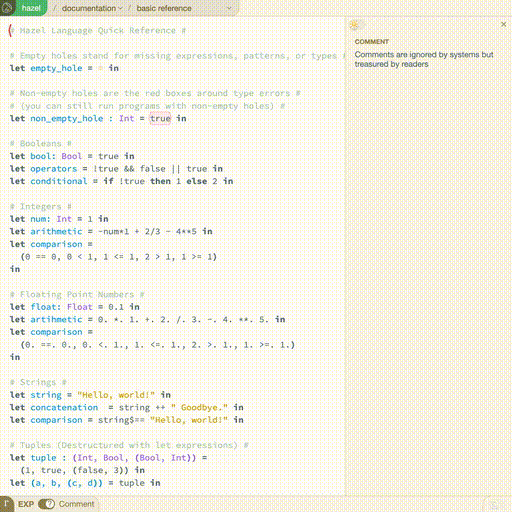 hazel / documentation / basic reference
# Hazel Language Quick Reference #
# Empty holes stand for missing expressions, patterns, or types #
let empty_hole = in
# Non-empty holes are the red boxes around type errors #
# (you can still run programs with non-empty holes) #
let non_empty_hole : Int = true in
# Booleans #
let bool: Bool = true in
let operators = !true && false || true in
let conditional = if !true then 1 else 2 in
# Integers #
let num: Int = 1 in
let arithmetic = -num*1 + 2/3 - 4**5 in
let comparison =
(0 == 0, 0 < 1, 1 <= 1, 2 > 1, 1 >= 1)
in
# Floating Point Numbers #
let float: Float = 0.1 in
let artihmetic = 0. *. 1. +. 2. /. 3. -. 4. **. 5. in
let comparison =
(0. ==. 0., 0. <. 1., 1. <=. 1., 2. >. 1., 1. >=. 1.)
in
# Strings #
let string = "Hello, world!" in
let concatenation = string ++ " Goodbye." in
let comparison = string$== "Hello, world!" in
# Tuples (Destructured with let expressions) #
let tuple : (Int, Bool, (Bool, Int)) =
(1, true, (false, 3)) in
let (a, b, (c, d)) = tuple in
COMMENT
Comments are ignored by systems but
treasured by readers
Γ EXP ? Comment